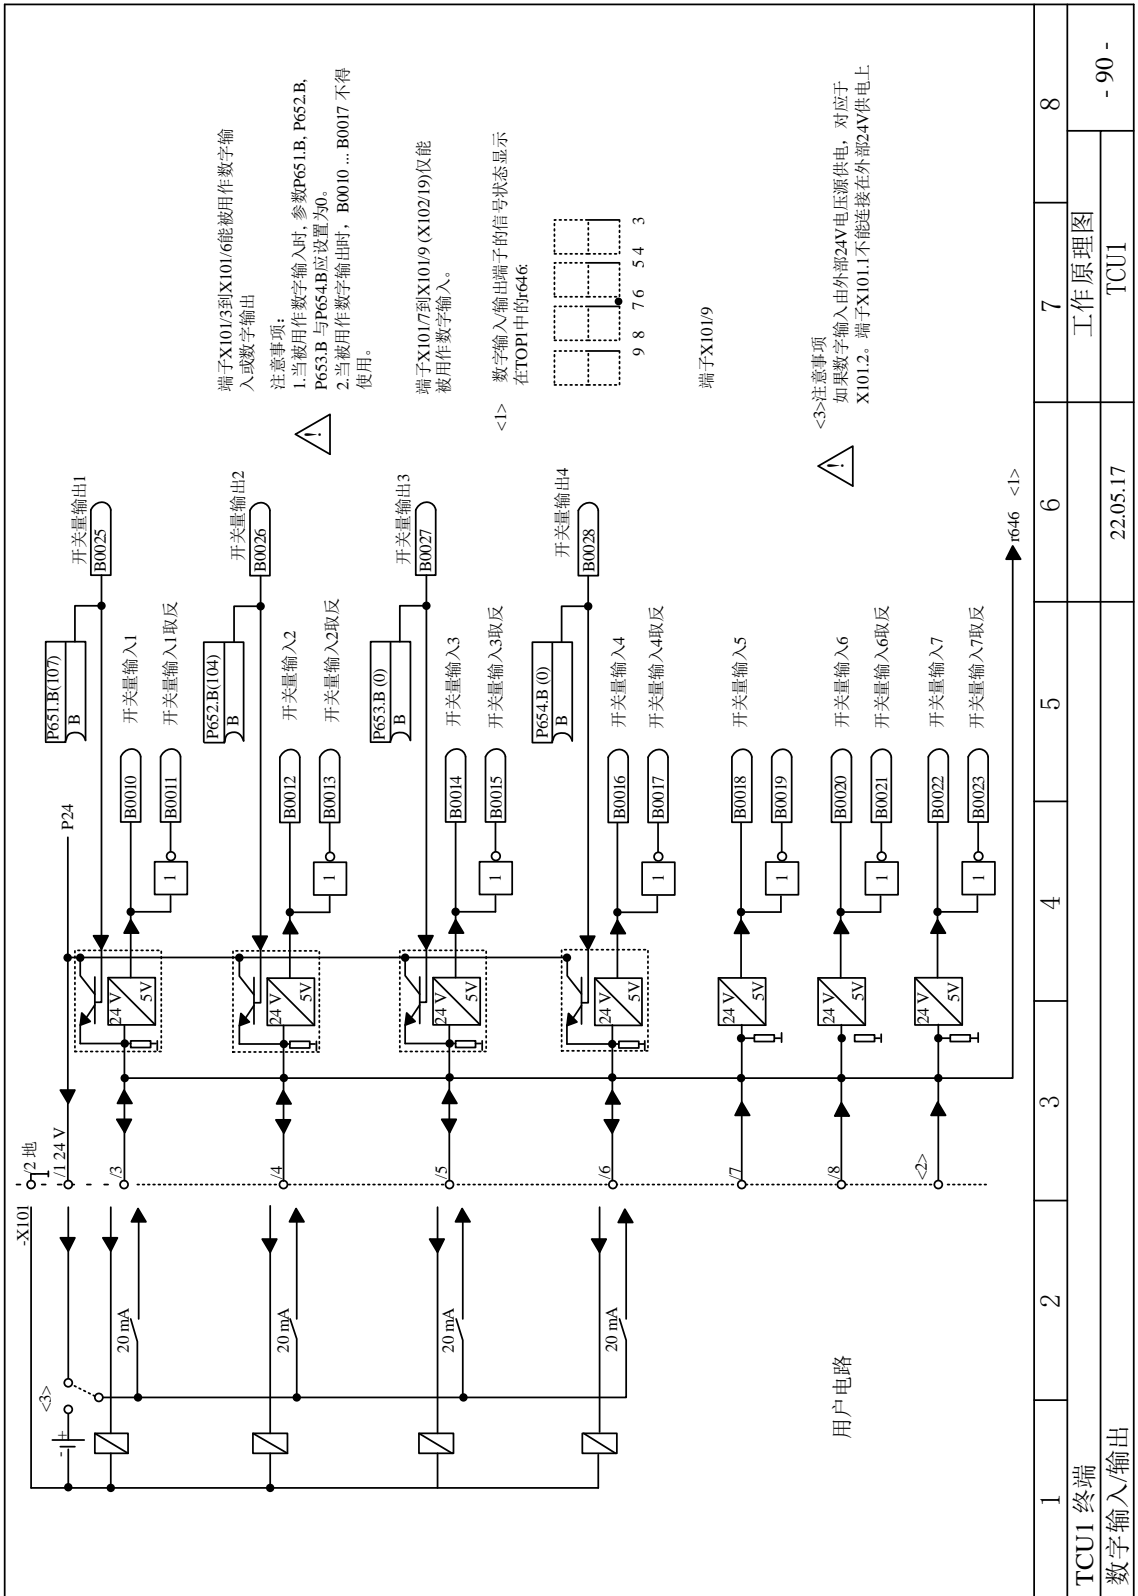 -X101
/2 地
/1 24 V
P24
<3>
- +
20 mA
20 mA
20 mA
20 mA
/3
/4
/5
/6
/7
/8
<2>
24 V
5V
24 V
5V
24 V
5V
24 V
5V
24 V
5V
24 V
5V
24 V
5V
P651.B(107)
B
开关量输出1
B0025
B0010
开关量输入1
1
B0011
开关量输入1取反
P652.B(104)
B
开关量输出2
B0026
B0012
开关量输入2
1
B0013
开关量输入2取反
P653.B (0)
B
开关量输出3
B0027
B0014
开关量输入3
1
B0015
开关量输入3取反
P654.B (0)
B
开关量输出4
B0028
B0016
开关量输入4
1
B0017
开关量输入4取反
B0018
开关量输入5
1
B0019
B0020
开关量输入6
1
B0021
开关量输入6取反
B0022
开关量输入7
1
B0023
开关量输入7取反
r646 <1>
用户电路
端子X101/3到X101/6能被用作数字输
入或数字输出
注意事项:
1.当被用作数字输入时, 参数P651.B, P652.B,
P653.B 与P654.B应设置为0。
2.当被用作数字输出时，B0010 ... B0017 不得
使用。
!
端子X101/7到X101/9 (X102/19)仅能
被用作数字输入。
<1> 数字输入/输出端子的信号状态显示
在TOP1中的r646:
9 8 7 6 5 4 3
端子X101/9
!
<3>注意事项
如果数字输入由外部24V电压源供电，对应于
X101.2。端子X101.1不能连接在外部24V供电上
1 2 3 4 5 6 7 8
TCU1 终端
工作原理图
- 90 -
数字输入/输出
22.05.17
TCU1